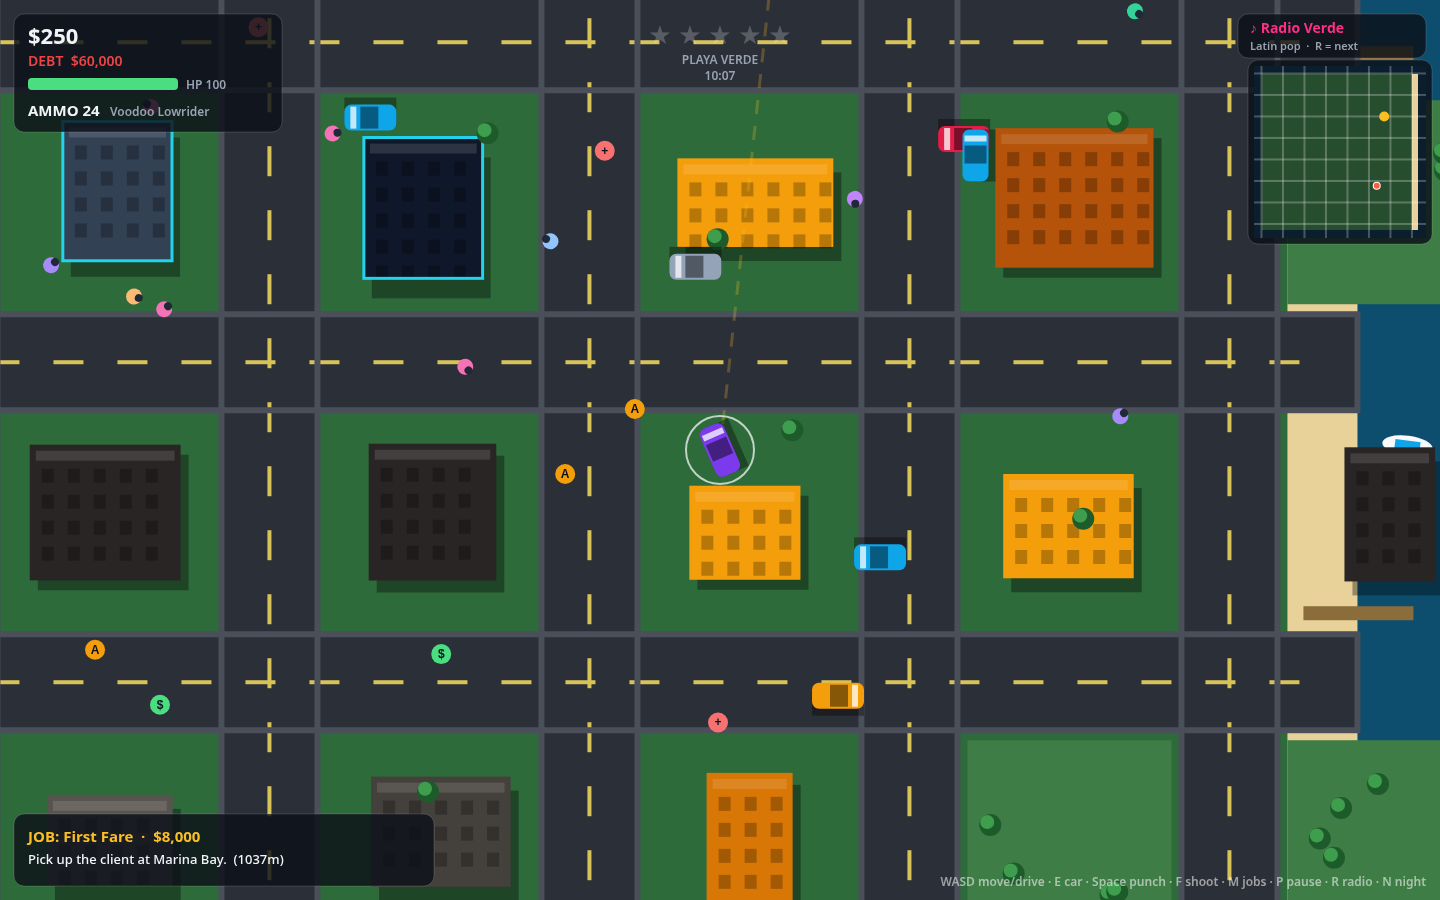 $250
DEBT $60,000
HP 100
AMMO 24 Voodoo Lowrider
★★★★★
PLAYA VERDE
10:07
♪ Radio Verde
Latin pop · R = next
+
+
A
A
A
$
$
+
JOB: First Fare · $8,000
Pick up the client at Marina Bay. (1037m)
WASD move/drive · E car · Space punch · F shoot · M jobs · P pause · R radio · N night